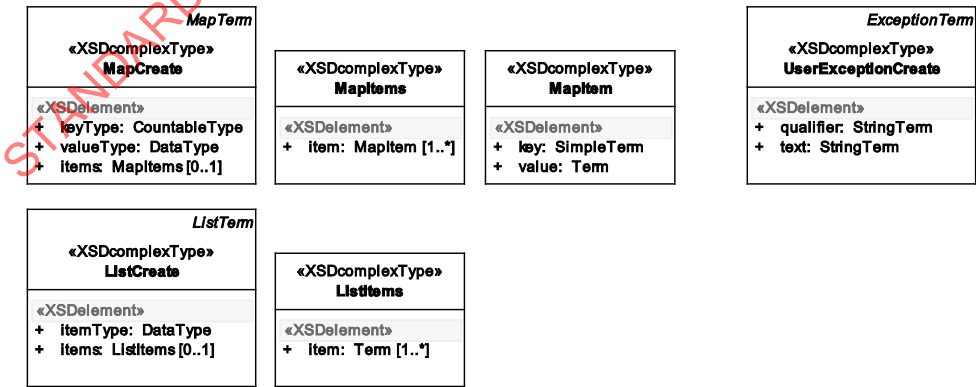 MapTerm
«XSDcomplexType»
MapCreate
«XSDelement»
+ keyType: CountableType
+ valueType: DataType
+ items: MapItems [0..1]
«XSDcomplexType»
MapItems
«XSDelement»
+ item: MapItem [1..*]
«XSDcomplexType»
MapItem
«XSDelement»
+ key: SimpleTerm
+ value: Term
ExceptionTerm
«XSDcomplexType»
UserExceptionCreate
«XSDelement»
+ qualifier: StringTerm
+ text: StringTerm
ListTerm
«XSDcomplexType»
ListCreate
«XSDelement»
+ itemType: DataType
+ items: ListItems [0..1]
«XSDcomplexType»
ListItems
«XSDelement»
+ item: Term [1..*]
STANDARD